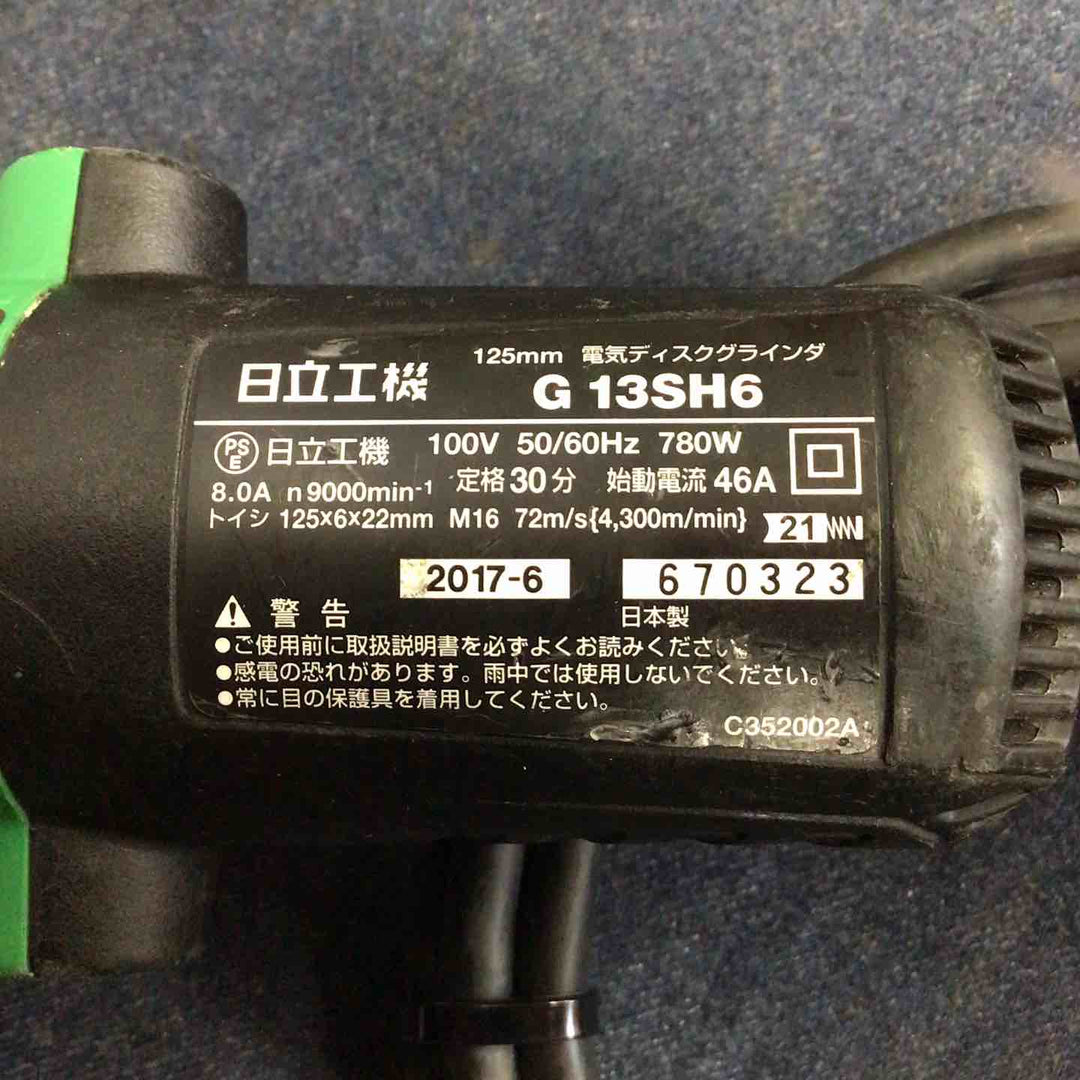 125mm 電気ディスクグラインダ
日立工機 G 13SH6
PSE 日立工機 100V 50/60Hz 780W
8.0A n 9000min-1 定格30分 始動電流 46A
トイシ 125×6×22mm M16 72m/s{4,300m/min} 21
2017-6 670323
日本製
警告
●ご使用前に取扱説明書を必ずよくお読みください。
●感電の恐れがあります。雨中では使用しないでください。
●常に目の保護具を着用してください。
C352002A